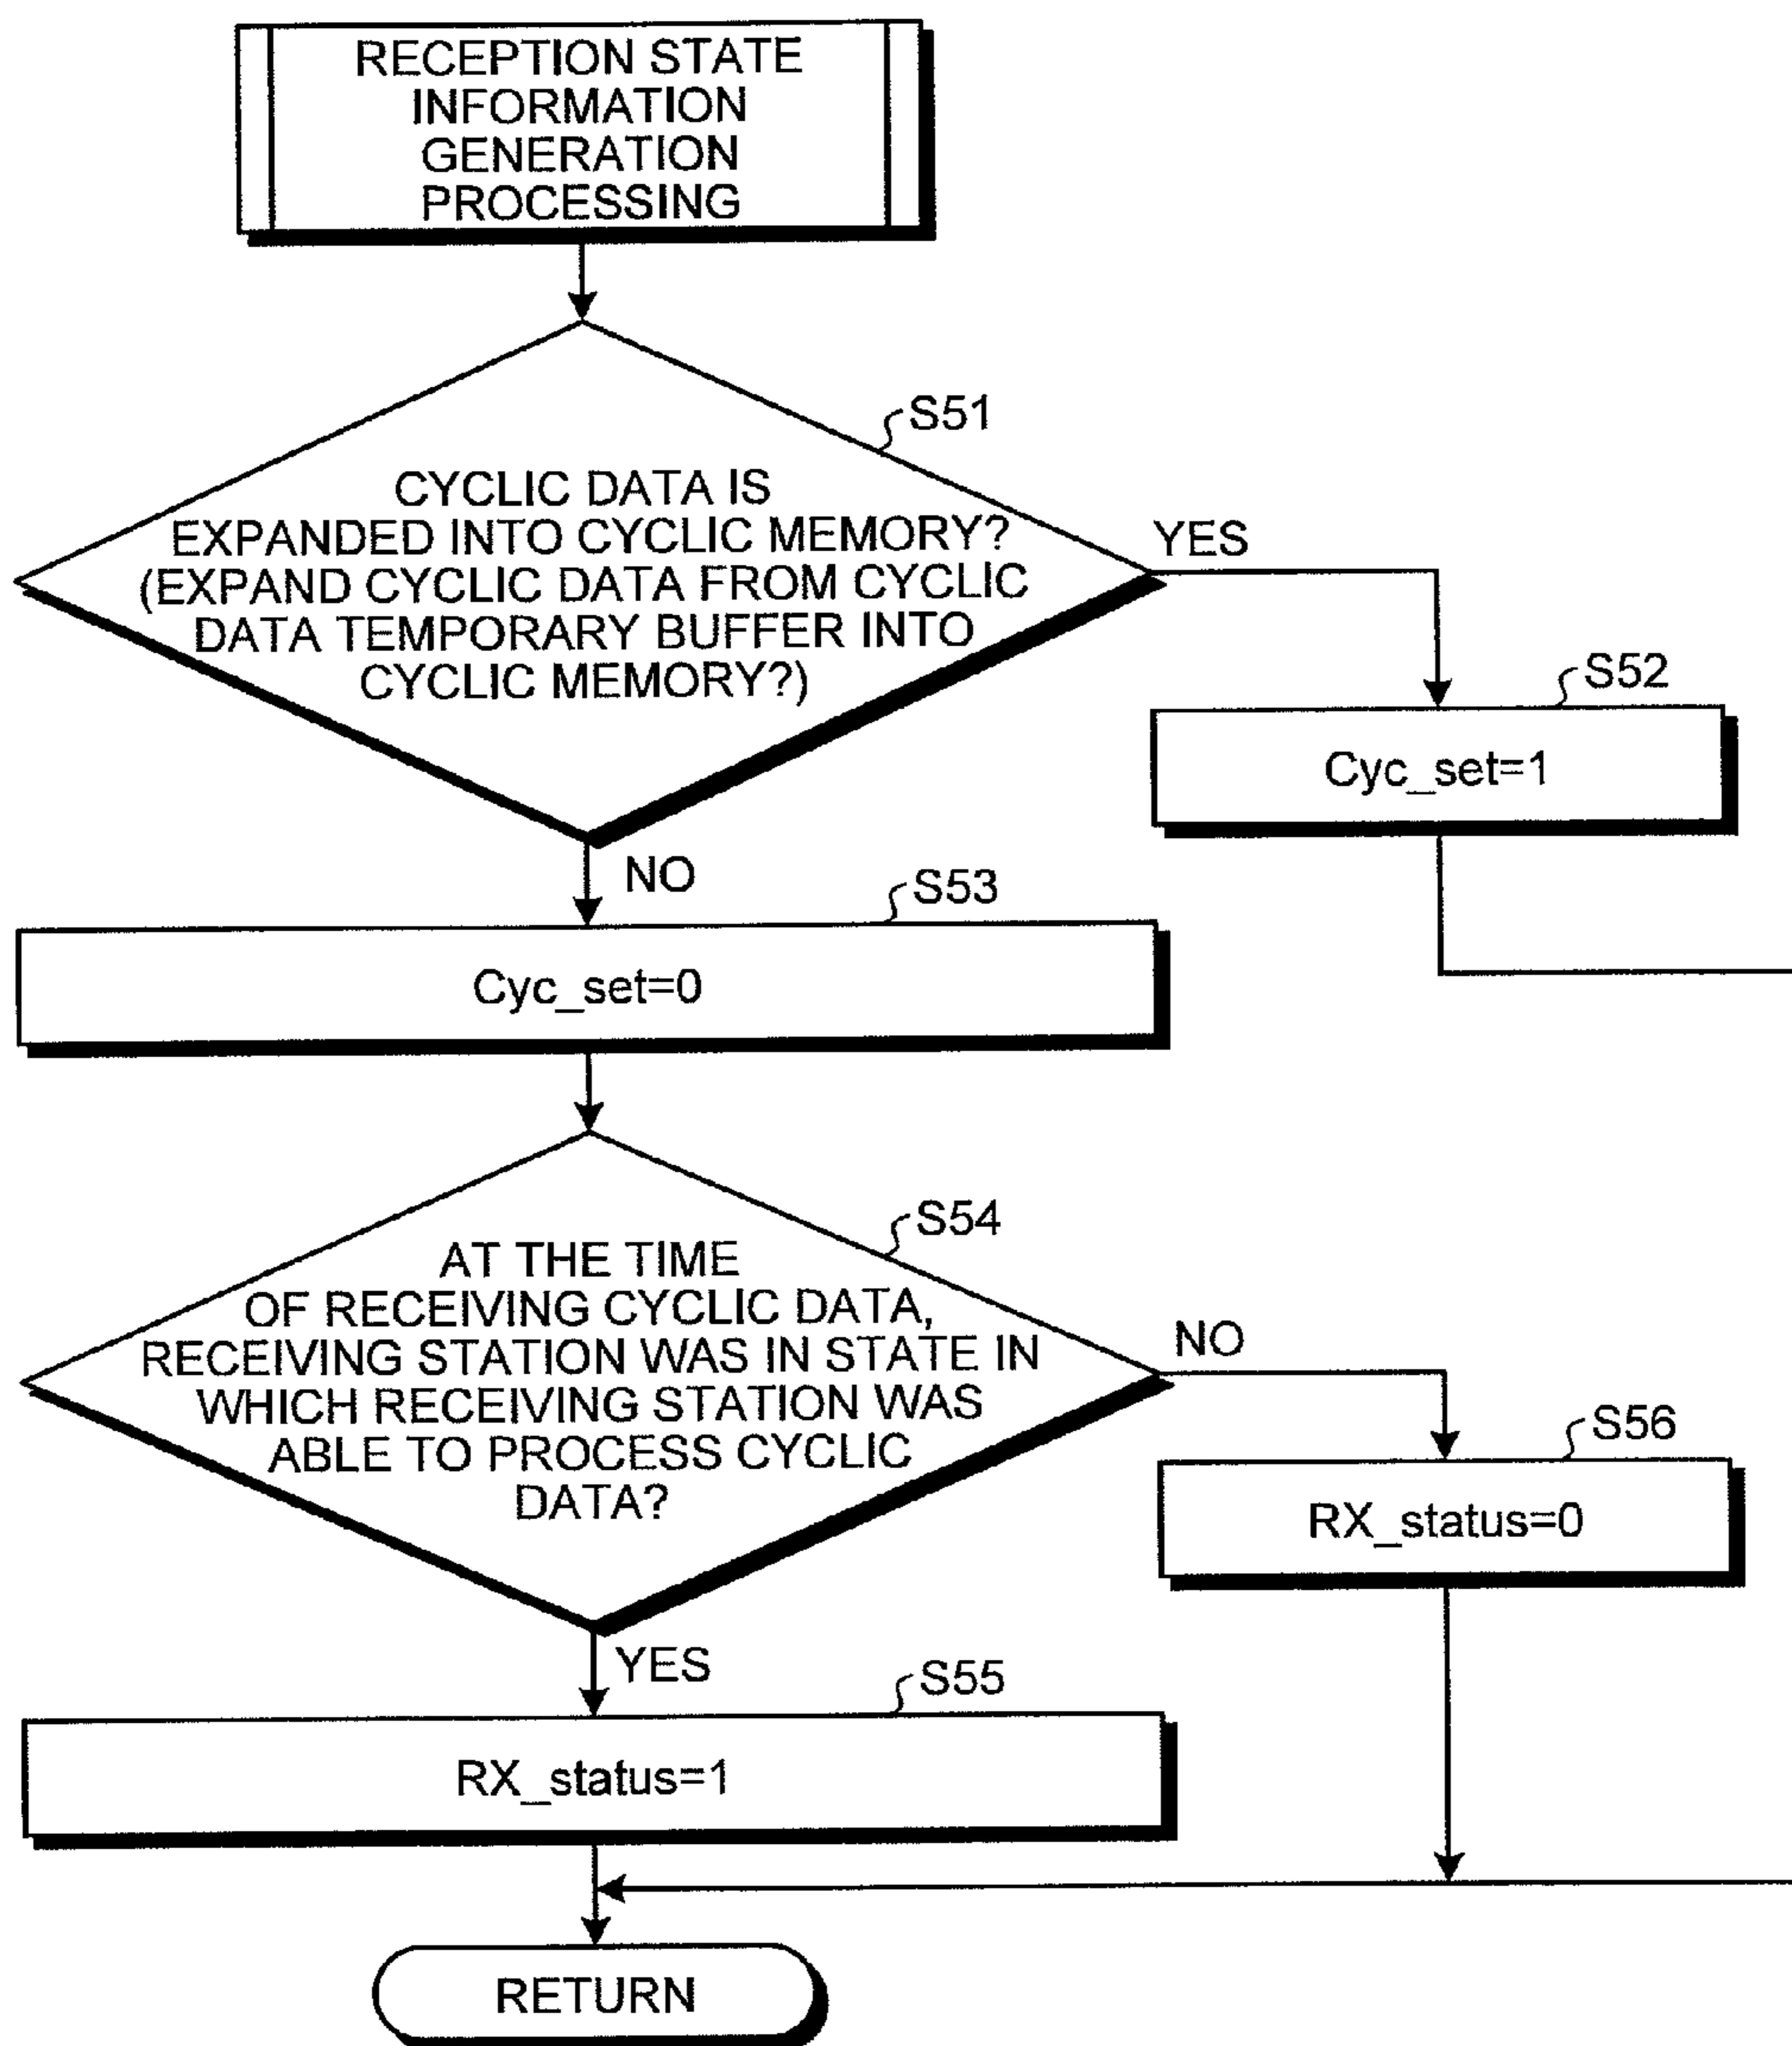 RECEPTION STATE
INFORMATION
GENERATION
PROCESSING
S51
CYCLIC DATA IS
EXPANDED INTO CYCLIC MEMORY?
(EXPAND CYCLIC DATA FROM CYCLIC
DATA TEMPORARY BUFFER INTO
CYCLIC MEMORY?)
YES
S52
Cyc_set=1
NO
S53
Cyc_set=0
S54
AT THE TIME
OF RECEIVING CYCLIC DATA,
RECEIVING STATION WAS IN STATE IN
WHICH RECEIVING STATION WAS
ABLE TO PROCESS CYCLIC
DATA?
NO
S56
RX_status=0
YES
S55
RX_status=1
RETURN